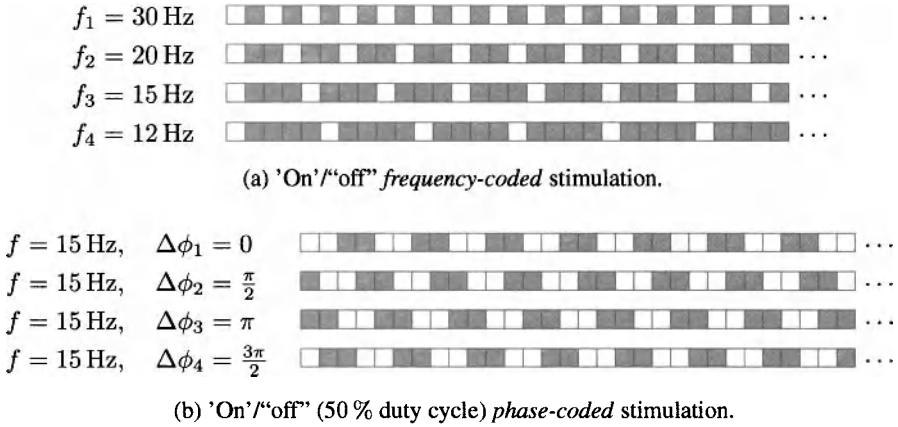 f₁ = 30 Hz ...
f₂ = 20 Hz ...
f₃ = 15 Hz ...
f₄ = 12 Hz ...
(a) 'On'/“off” frequency-coded stimulation.
f = 15 Hz, Δϕ₁ = 0 ...
f = 15 Hz, Δϕ₂ = π/2 ...
f = 15 Hz, Δϕ₃ = π ...
f = 15 Hz, Δϕ₄ = 3π/2 ...
(b) 'On'/“off” (50 % duty cycle) phase-coded stimulation.